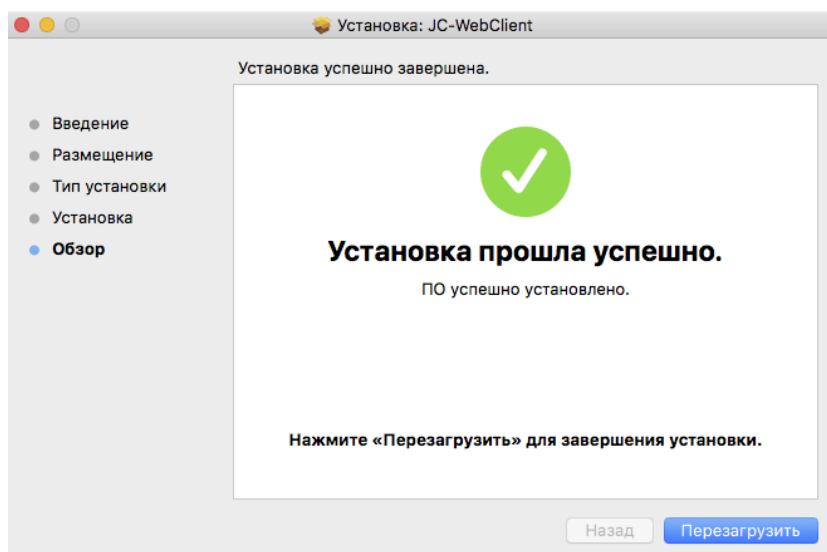 Установка: JC-WebClient
Установка успешно завершена.
Введение
Размещение
Тип установки
Установка
Обзор
Установка прошла успешно.
ПО успешно установлено.
Нажмите «Перезагрузить» для завершения установки.
Назад
Перезагрузить